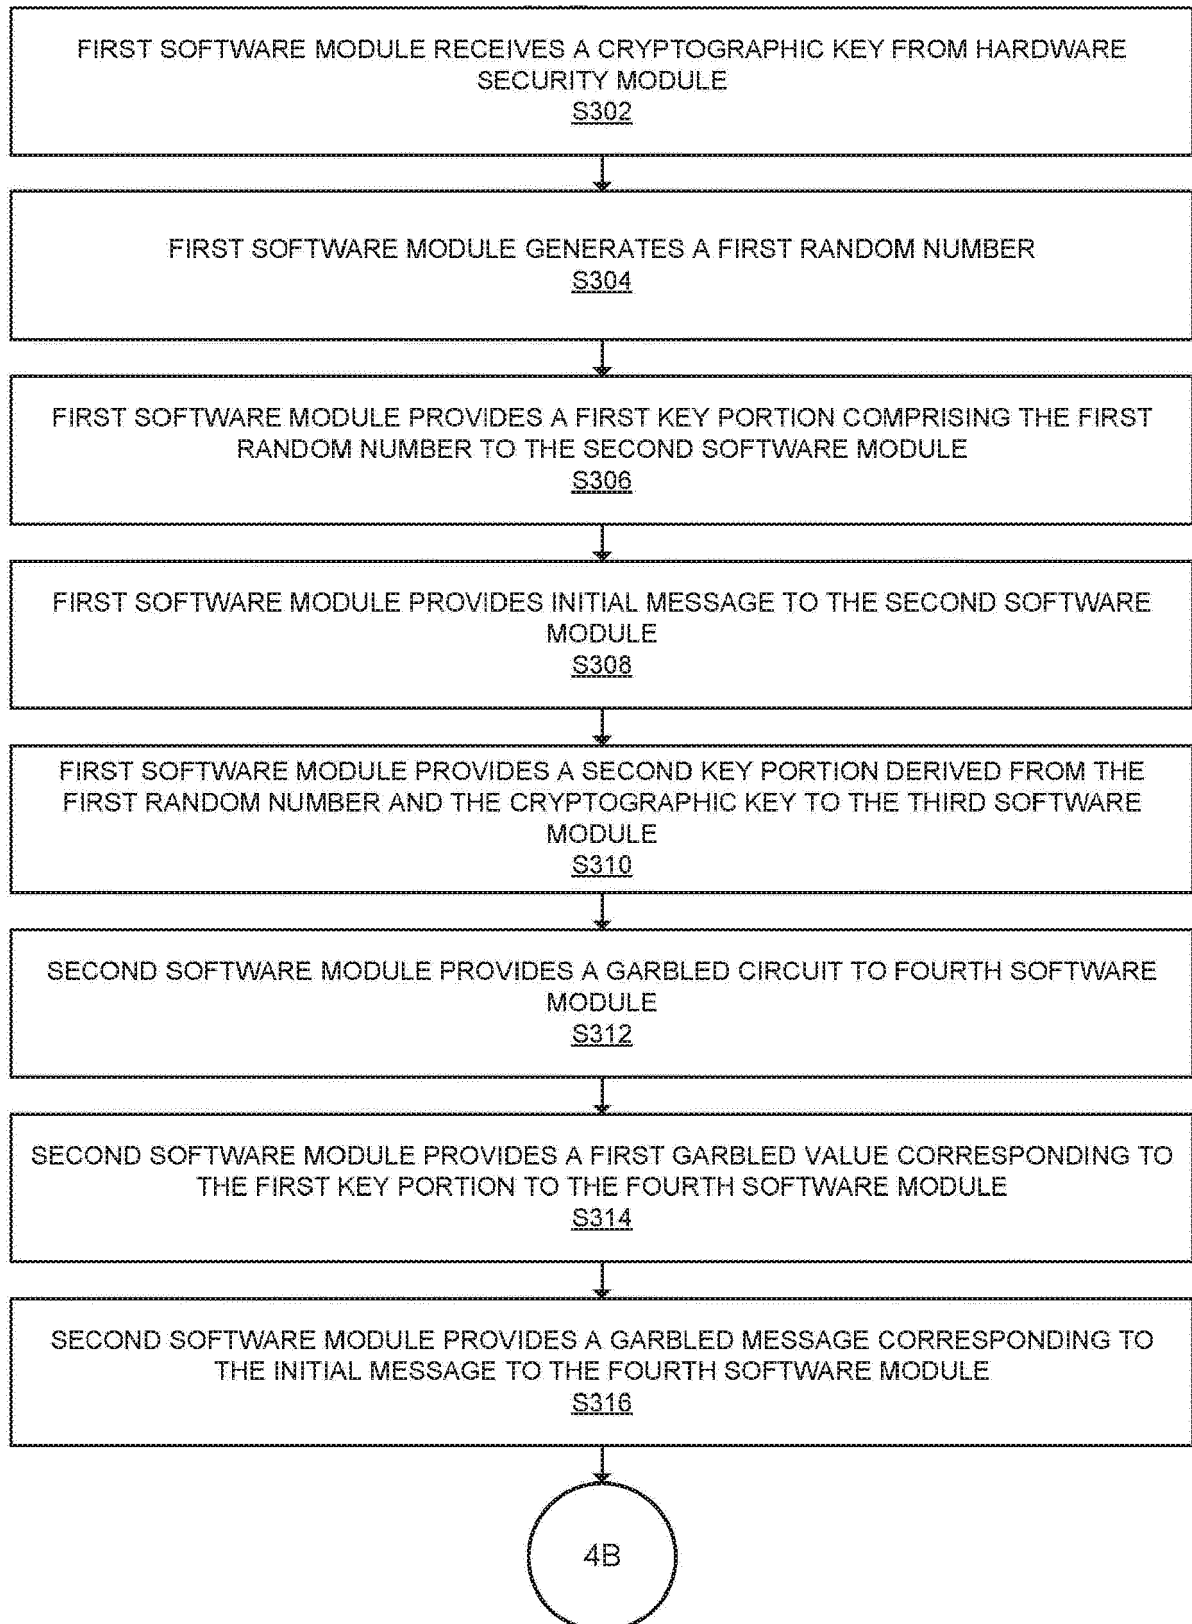 FIRST SOFTWARE MODULE RECEIVES A CRYPTOGRAPHIC KEY FROM HARDWARE
SECURITY MODULE
S302
FIRST SOFTWARE MODULE GENERATES A FIRST RANDOM NUMBER
S304
FIRST SOFTWARE MODULE PROVIDES A FIRST KEY PORTION COMPRISING THE FIRST
RANDOM NUMBER TO THE SECOND SOFTWARE MODULE
S306
FIRST SOFTWARE MODULE PROVIDES INITIAL MESSAGE TO THE SECOND SOFTWARE
MODULE
S308
FIRST SOFTWARE MODULE PROVIDES A SECOND KEY PORTION DERIVED FROM THE
FIRST RANDOM NUMBER AND THE CRYPTOGRAPHIC KEY TO THE THIRD SOFTWARE
MODULE
S310
SECOND SOFTWARE MODULE PROVIDES A GARBLED CIRCUIT TO FOURTH SOFTWARE
MODULE
S312
SECOND SOFTWARE MODULE PROVIDES A FIRST GARBLED VALUE CORRESPONDING TO
THE FIRST KEY PORTION TO THE FOURTH SOFTWARE MODULE
S314
SECOND SOFTWARE MODULE PROVIDES A GARBLED MESSAGE CORRESPONDING TO
THE INITIAL MESSAGE TO THE FOURTH SOFTWARE MODULE
S316
4B